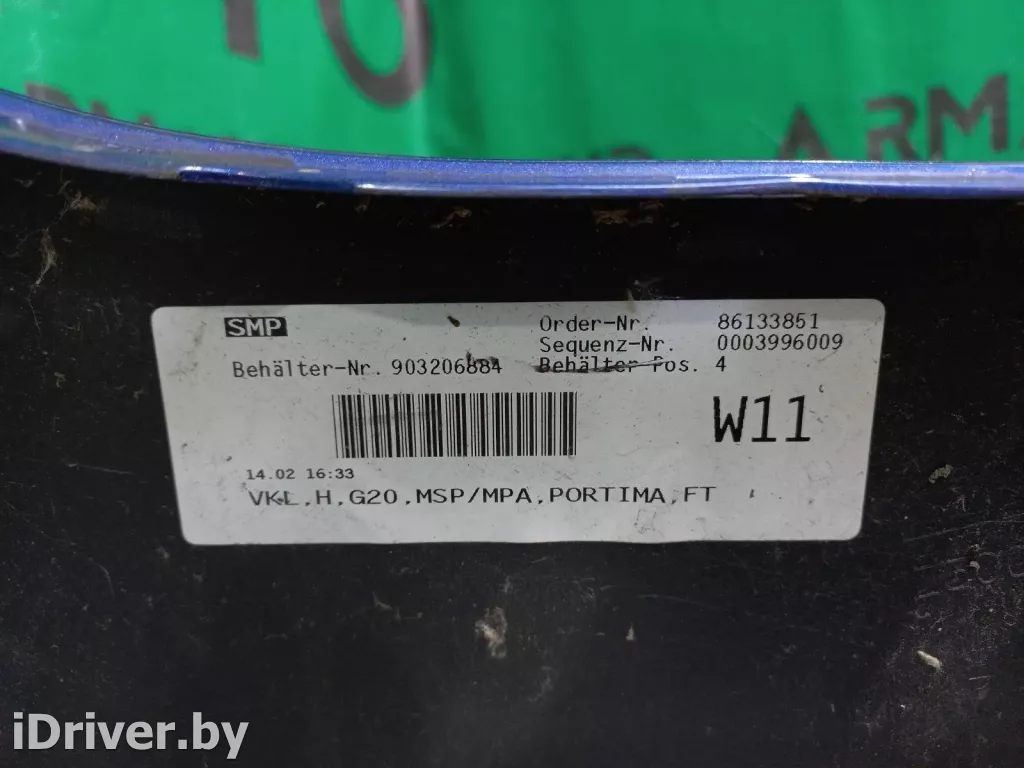 ARMA
SMP
Order-Nr. 86133851
Sequenz-Nr. 0003996009
Behälter-Nr. 903206884 Behälter Pos. 4
W11
14.02 16:33
VKL,H,G20,MSP/MPA,PORTIMA,FT
iDriver.by